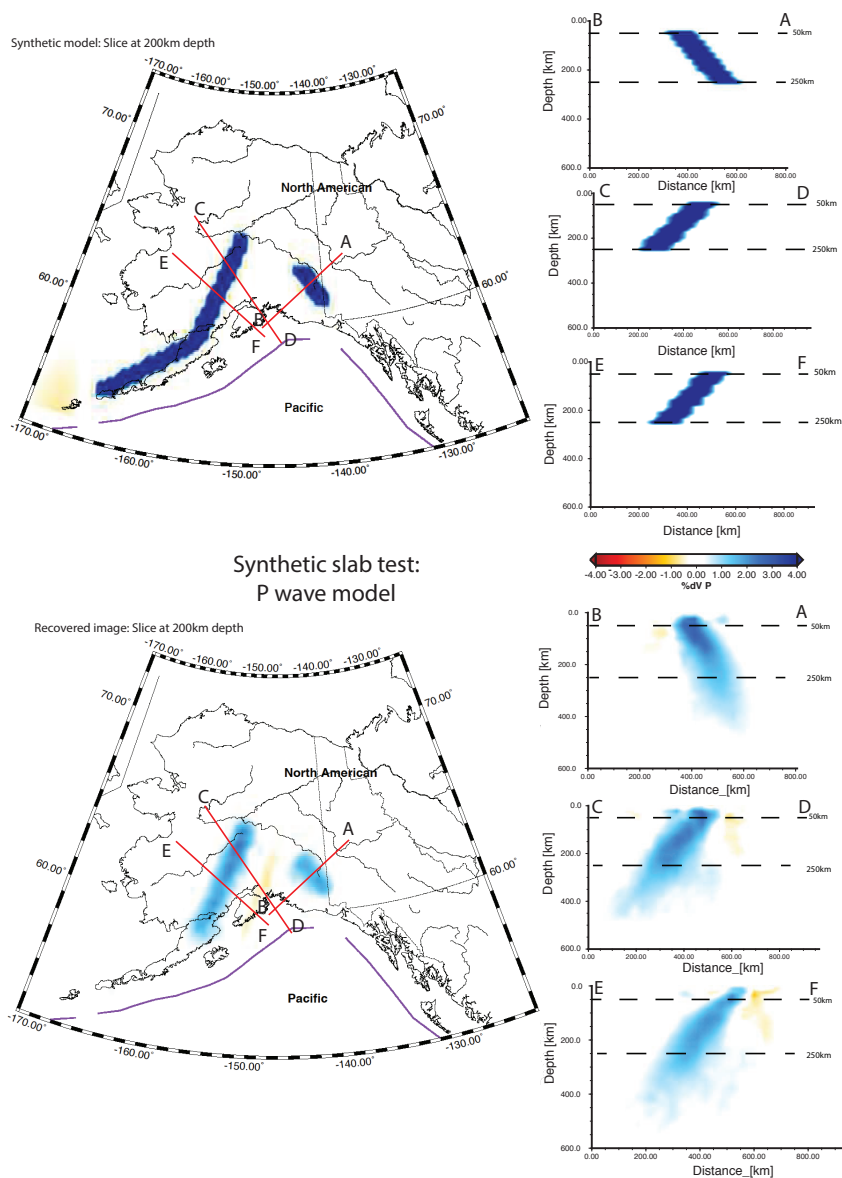 Synthetic model: Slice at 200km depth
-170.00° -160.00° -150.00° -140.00° -130.00°
70.00° 70.00°
60.00° 60.00°
North American
C
A
E
B
F D
Pacific
-170.00° -160.00° -150.00° -140.00° -130.00°
B A
0.00
200.0
400.0
600.0
Depth [km]
50km
250km
0.00 200.00 400.00 600.00 800.00
Distance [km]
C D
0.0
200.0
400.0
600.0
Depth [km]
50km
250km
0.00 200.00 400.00 600.00 800.00
Distance [km]
E F
0.0
200.0
400.0
600.0
Depth [km]
50km
250km
0.00 200.00 400.00 600.00 800.00
Distance [km]
Synthetic slab test:
P wave model
-4.00 -3.00 -2.00 -1.00 0.00 1.00 2.00 3.00 4.00
%dV P
Recovered image: Slice at 200km depth
-170.00° -160.00° -150.00° -140.00° -130.00°
70.00° 70.00°
60.00° 60.00°
North American
C
A
E
B
F D
Pacific
-170.00° -160.00° -150.00° -140.00° -130.00°
B A
0.0
200.0
400.0
600.0
Depth [km]
50km
250km
0.00 200.00 400.00 600.00 800.00
Distance_[km]
C D
0.0
200.0
400.0
600.0
Depth [km]
50km
250km
0.00 200.00 400.00 600.00 800.00
Distance_[km]
E F
0.0
200.0
400.0
600.0
Depth [km]
50km
250km
0.00 200.00 400.00 600.00 800.00
Distance_[km]